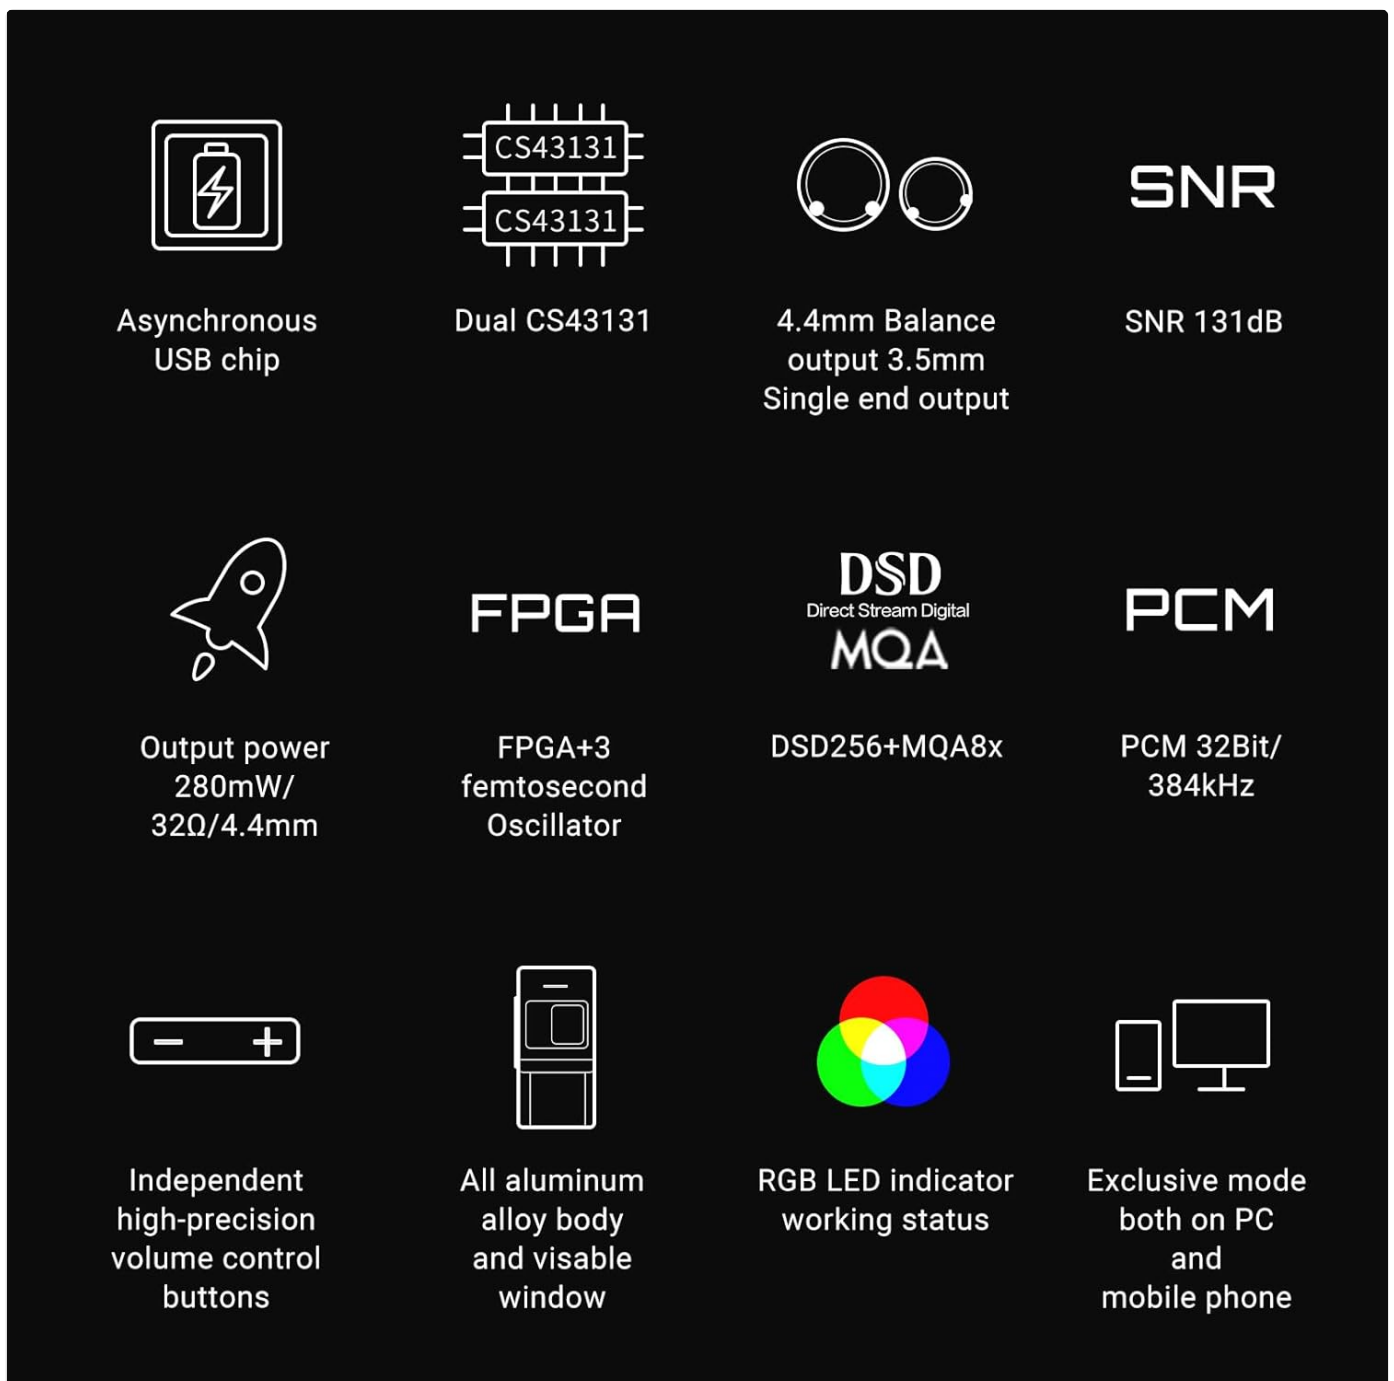 CS43131
CS43131
SNR
Asynchronous
USB chip
Dual CS43131
4.4mm Balance
output 3.5mm
Single end output
SNR 131dB
FPGA
DSD
Direct Stream Digital
MQA
PCM
Output power
280mW/
32Ω/4.4mm
FPGA+3
femtosecond
Oscillator
DSD256+MQA8x
PCM 32Bit/
384kHz
Independent
high-precision
volume control
buttons
All aluminum
alloy body
and visable
window
RGB LED indicator
working status
Exclusive mode
both on PC
and
mobile phone